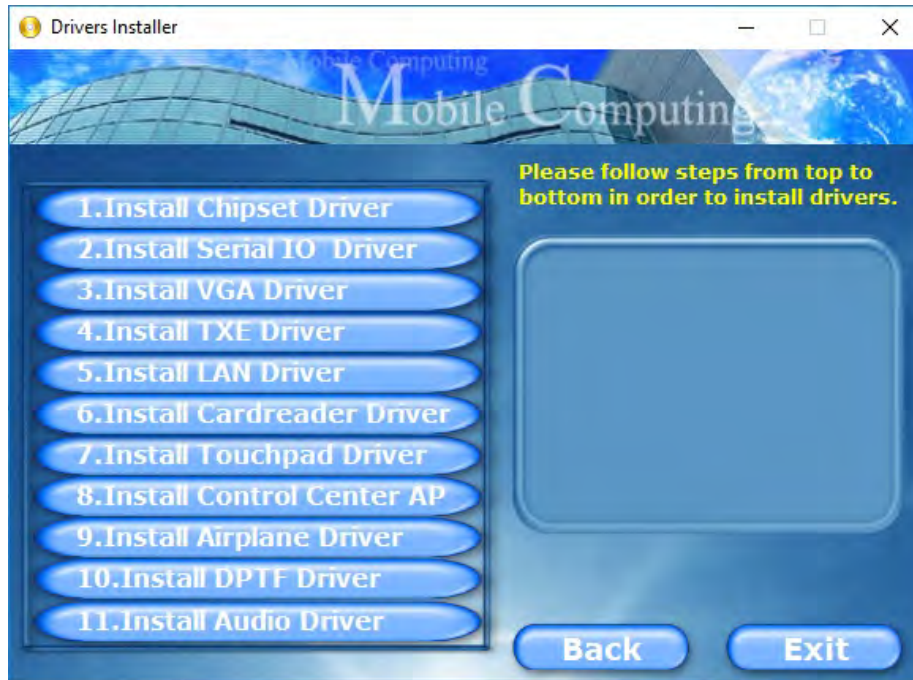 Drivers Installer
Mobile Computing
Mobile Computing
Please follow steps from top to
bottom in order to install drivers.
1.Install Chipset Driver
2.Install Serial IO  Driver
3.Install VGA Driver
4.Install TXE Driver
5.Install LAN Driver
6.Install Cardreader Driver
7.Install Touchpad Driver
8.Install Control Center AP
9.Install Airplane Driver
10.Install DPTF Driver
11.Install Audio Driver
Back
Exit